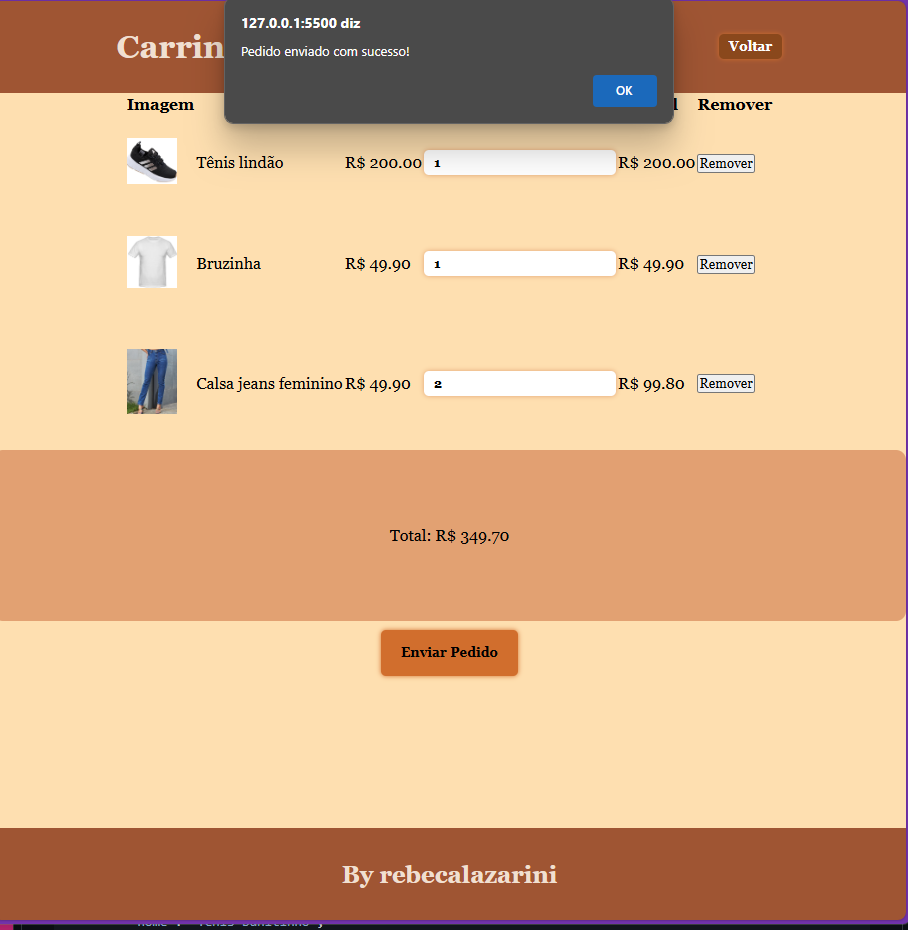 127.0.0.1:5500 diz
Pedido enviado com sucesso!
OK
Carrin
Voltar
Imagem Remover
Tênis lindão R$ 200.00 1 R$ 200.00 Remover
Bruzinha R$ 49.90 1 R$ 49.90 Remover
Calsa jeans feminino R$ 49.90 2 R$ 99.80 Remover
Total: R$ 349.70
Enviar Pedido
By rebecalazarini